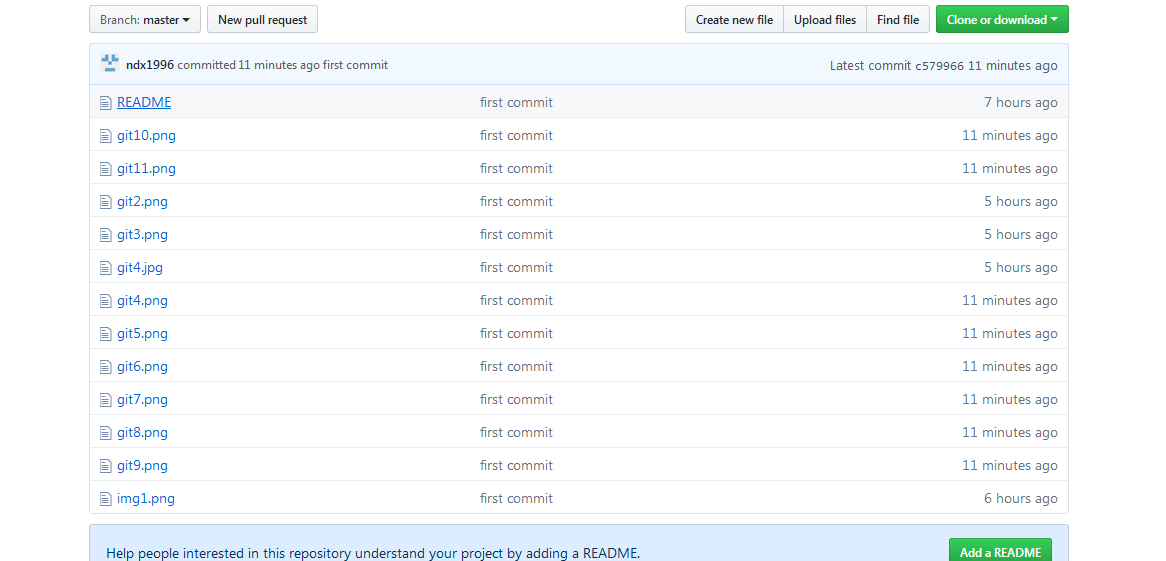 Branch: master New pull request Create new file Upload files Find file Clone or download
ndx1996 committed 11 minutes ago first commit Latest commit c579966 11 minutes ago
README first commit 7 hours ago
git10.png first commit 11 minutes ago
git11.png first commit 11 minutes ago
git2.png first commit 5 hours ago
git3.png first commit 5 hours ago
git4.jpg first commit 5 hours ago
git4.png first commit 11 minutes ago
git5.png first commit 11 minutes ago
git6.png first commit 11 minutes ago
git7.png first commit 11 minutes ago
git8.png first commit 11 minutes ago
git9.png first commit 11 minutes ago
img1.png first commit 6 hours ago
Help people interested in this repository understand your project by adding a README. Add a README